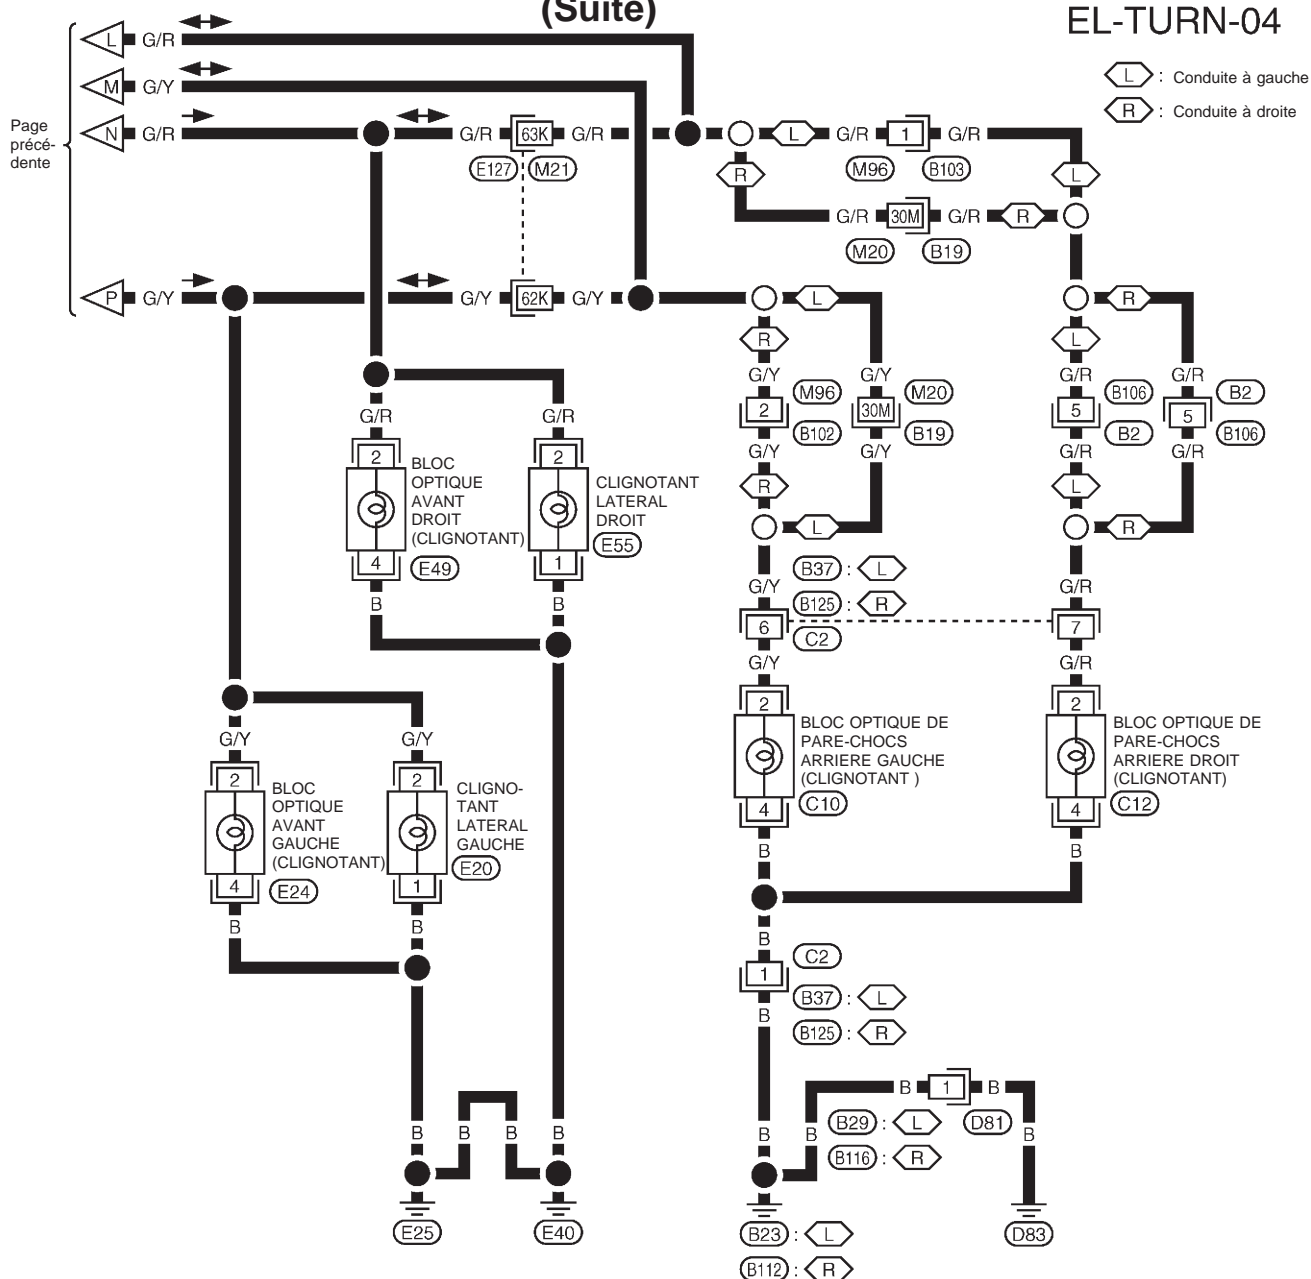 (Suite)
EL-TURN-04
L : Conduite à gauche
R : Conduite à droite
Page
précé-
dente
L G/R
M G/Y
N G/R G/R 63K G/R L G/R 1 G/R
E127 M21 M96 B103
R L
G/R 30M G/R R
M20 B19
P G/Y G/Y 62K G/Y L R
R L
G/Y G/Y G/R G/R
M96 M20 B106 B2
2 30M 5 5
B102 B19 B2 B106
G/Y G/Y G/R G/R
R L
L R
G/R G/R
2 2
BLOC
OPTIQUE
AVANT
DROIT
(CLIGNOTANT)
E49
CLIGNOTANT
LATERAL
DROIT
E55
4 1
B B
G/Y G/R
B37 : L
B125 : R
6 7
C2
G/Y G/R
2 2
BLOC OPTIQUE DE
PARE-CHOCS
ARRIERE GAUCHE
(CLIGNOTANT )
C10
BLOC OPTIQUE DE
PARE-CHOCS
ARRIERE DROIT
(CLIGNOTANT)
C12
4 4
B B
G/Y G/Y
2 2
BLOC
OPTIQUE
AVANT
GAUCHE
(CLIGNOTANT)
E24
CLIGNO-
TANT
LATERAL
GAUCHE
E20
4 1
B B
B
C2
1
B37 : L
B
B125 : R
B 1 B
B29 : L D81
B116 : R
B B B B B B B
E25 E40
B23 : L D83
B112 : R